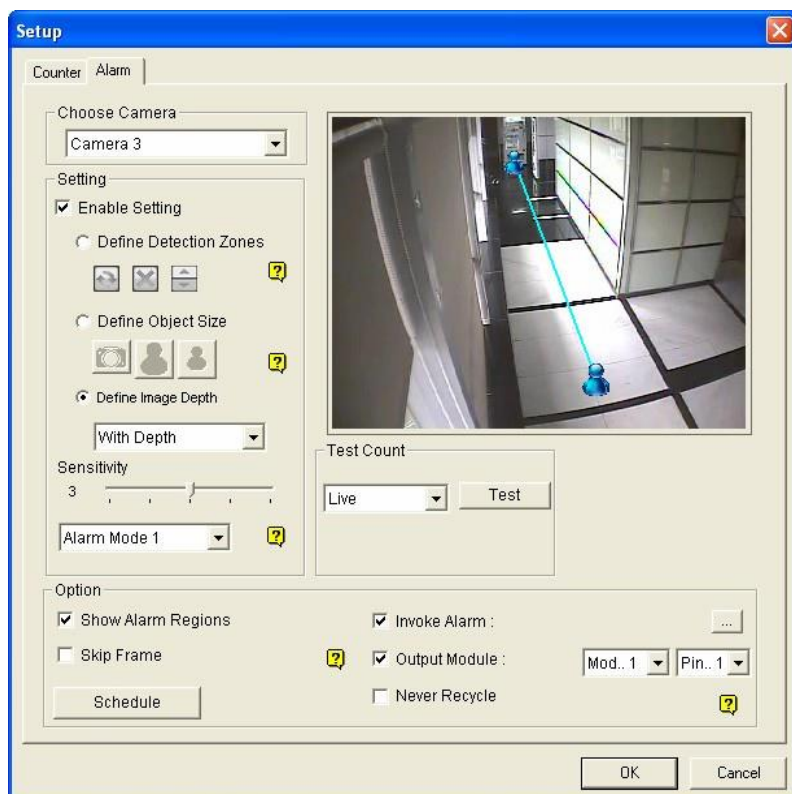 Setup
Counter
Alarm
Choose Camera
Camera 3
Setting
Enable Setting
Define Detection Zones
?
Define Object Size
?
Define Image Depth
With Depth
Sensitivity
3
Alarm Mode 1
?
Test Count
Live
Test
Option
Show Alarm Regions
Invoke Alarm :
...
Skip Frame
?
Output Module :
Mod.. 1
Pin.. 1
Schedule
Never Recycle
?
OK
Cancel